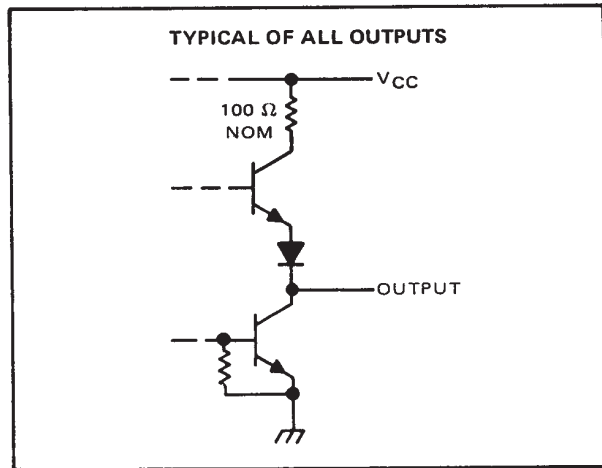 TYPICAL OF ALL OUTPUTS
VCC
100 Ω
NOM
OUTPUT